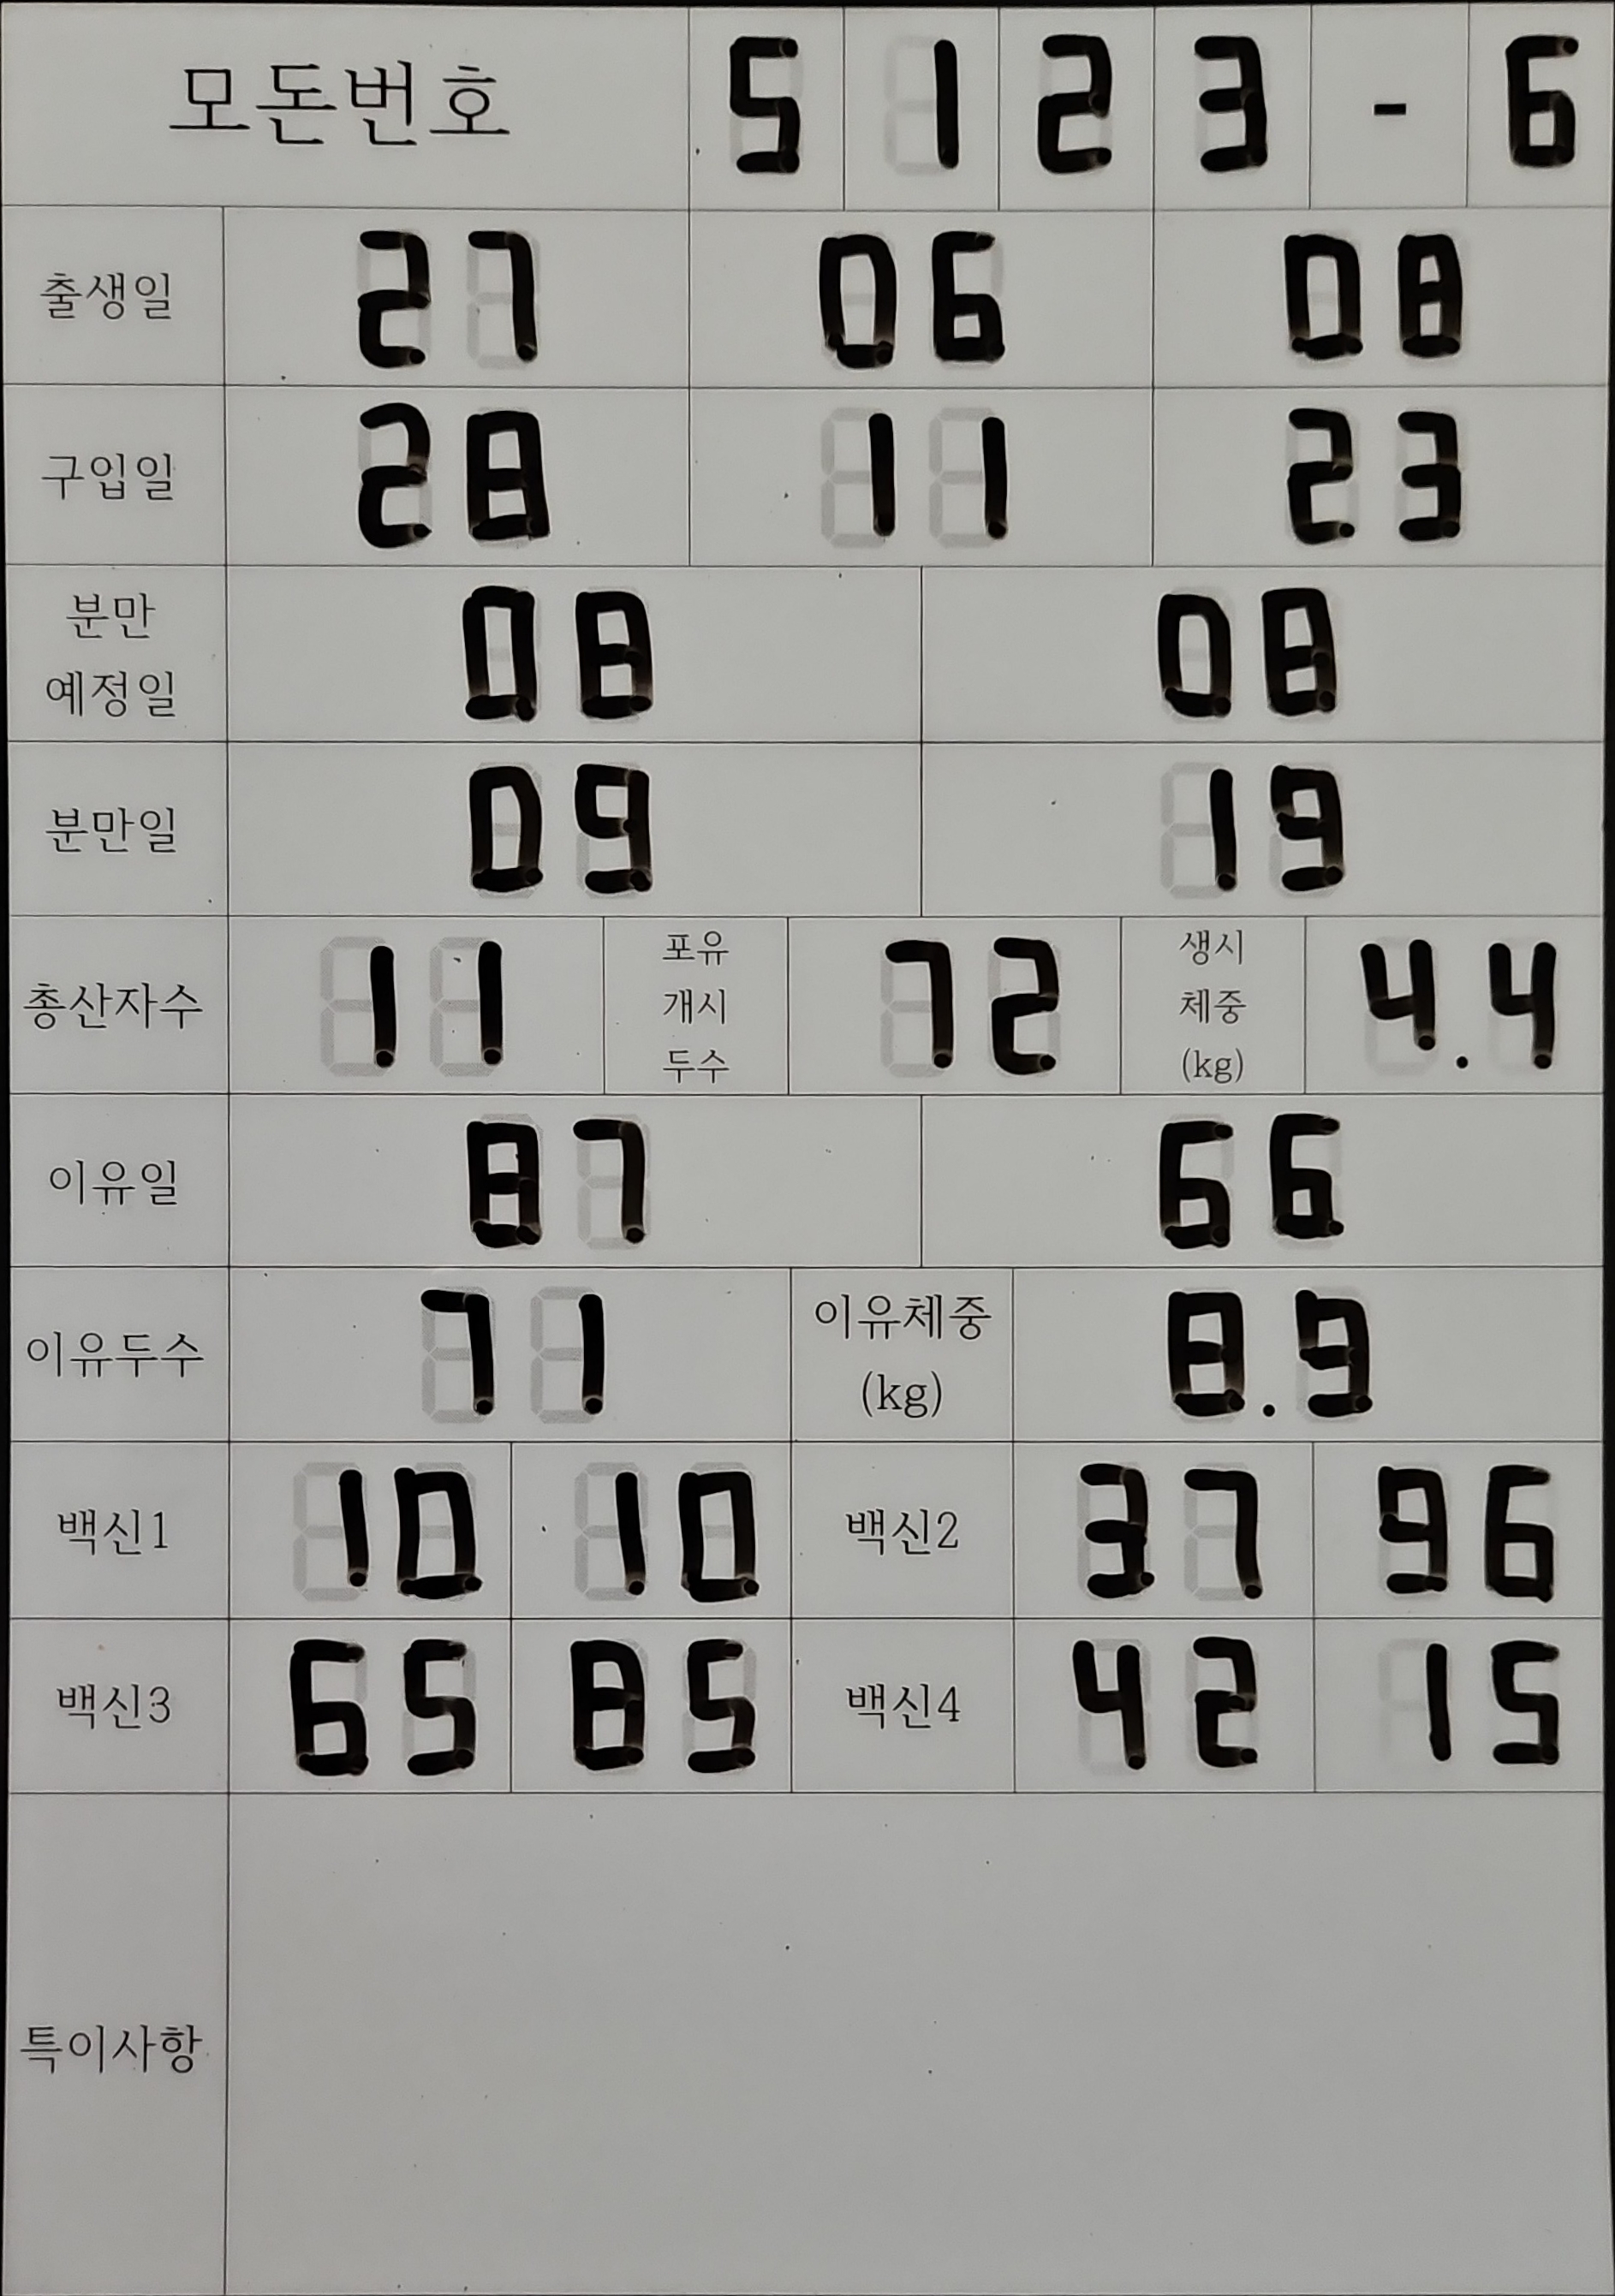 모돈번호 5 1 2 3 - 6
출생일 27 06 08
구입일 28 11 23
분만 예정일 08 08
분만일 09 19
총산자수 11 포유 개시 두수 72 생시 체중 (kg) 4.4
이유일 87 66
이유두수 71 이유체중 (kg) 8.9
백신1 10 10 백신2 37 96
백신3 65 85 백신4 42 15
특이사항